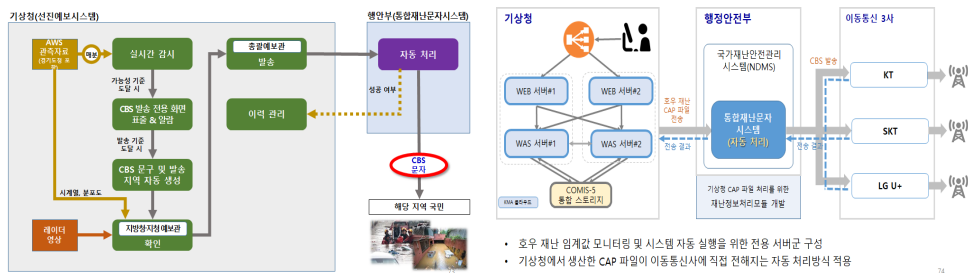 기상청(선진예보시스템)
행안부(통합재난문자시스템)
AWS
관측자료
(경기도청 포
함)
매분
실시간 감시
총괄예보관
발송
자동 처리
가능성 기준
도달 시
성공 여부
CBS 발송 전용 화면
표출 & 알람
이력 관리
발송 기준
도달 시
CBS 문구 및 발송
지역 자동 생성
CBS
문자
시계열, 분포도
해당 지역 국민
레이더
영상
지방청·지청 예보관
확인
기상청
행정안전부
이동통신 3사
국가재난안전관리
시스템(NDMS)
CBS 발송
WEB 서버#1
WEB 서버#2
KT
호우 재난
CAP 파일
전송
통합재난문자
시스템
(자동 처리)
SKT
WAS 서버#1
WAS 서버#2
전송 결과
전송 결과
COMIS-5
통합 스토리지
KMA 클라우드
기상청 CAP 파일 처리를 위한
재난정보처리모듈 개발
LG U+
• 호우 재난 임계값 모니터링 및 시스템 자동 실행을 위한 전용 서버군 구성
• 기상청에서 생산한 CAP 파일이 이동통신사에 직접 전해지는 자동 처리방식 적용
74